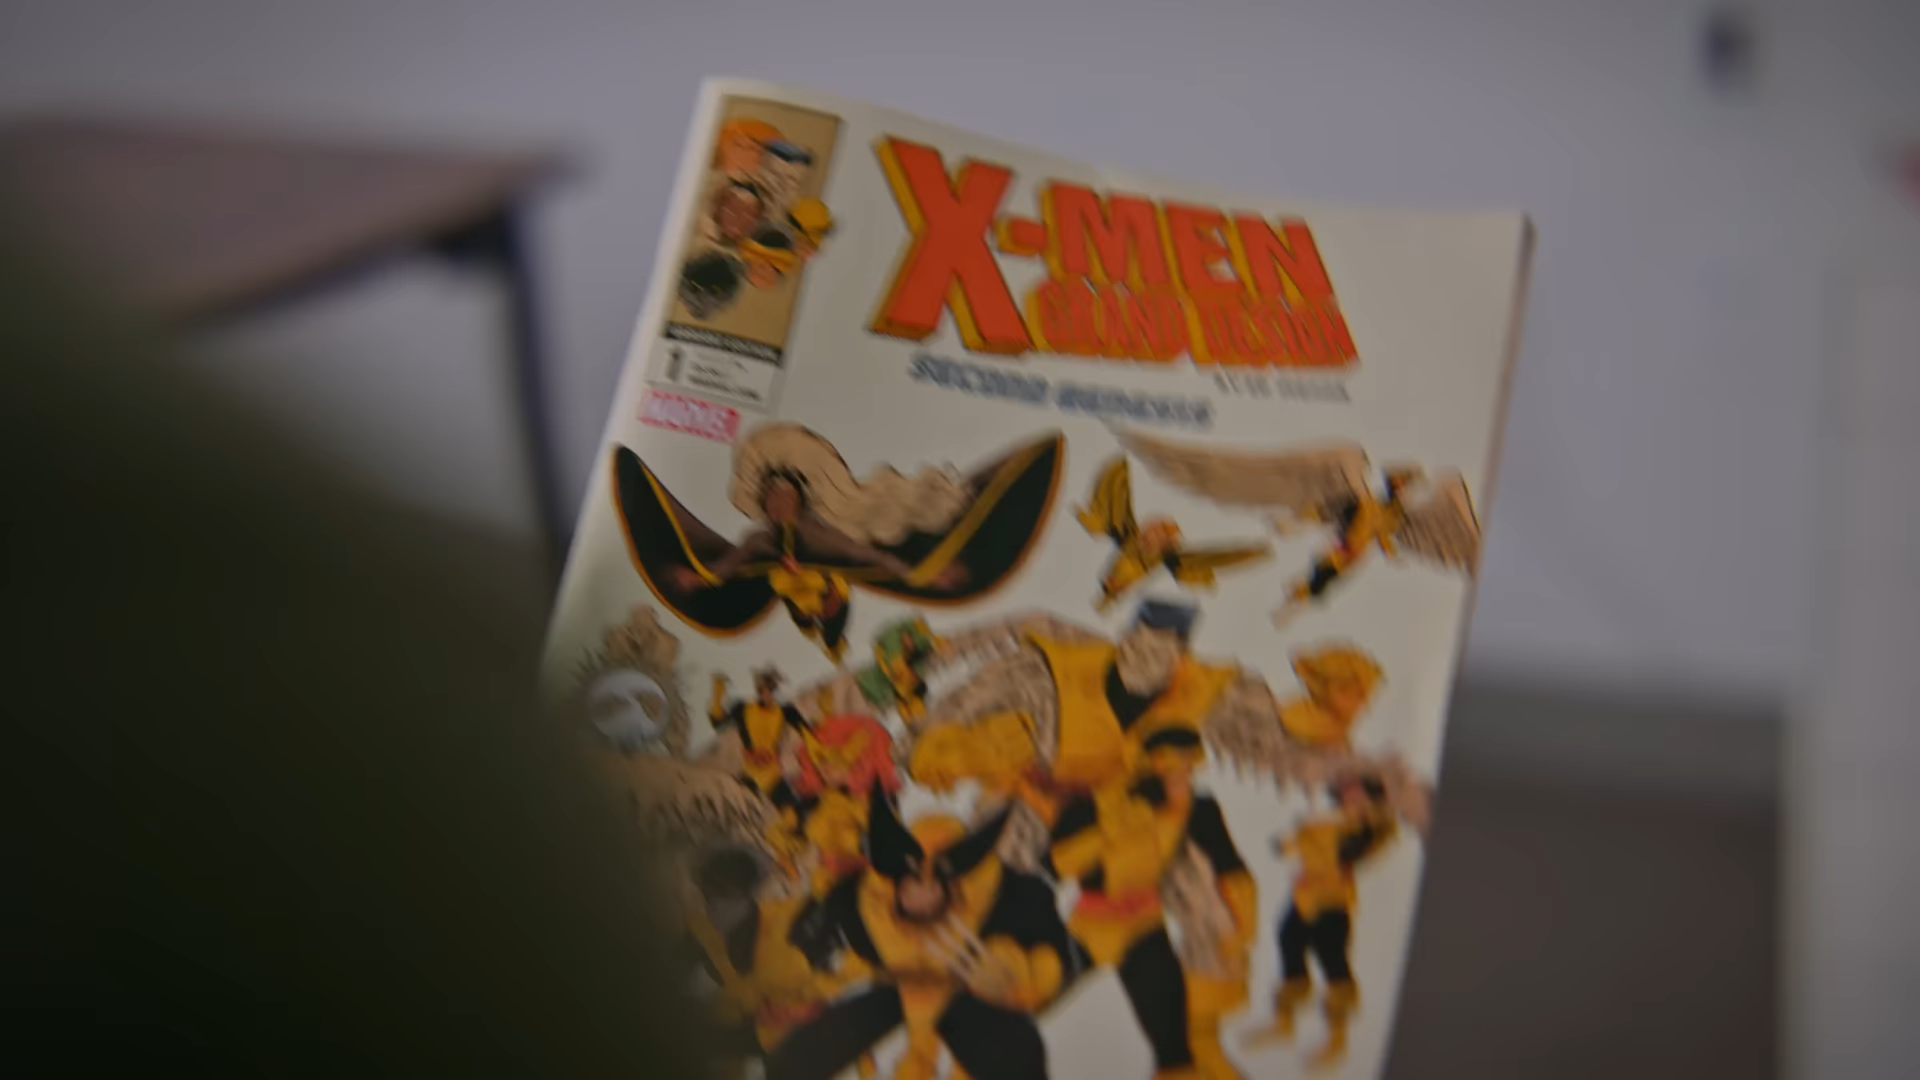 X-MEN
GRAND DESIGN
SECOND GENESIS
1
MARVEL